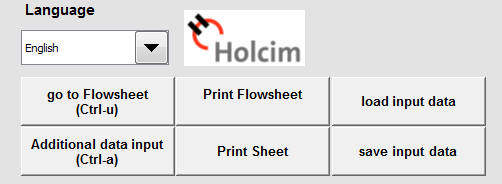 Language
English
Holcim
go to Flowsheet
(Ctrl-u)
Print Flowsheet
load input data
Additional data input
(Ctrl-a)
Print Sheet
save input data